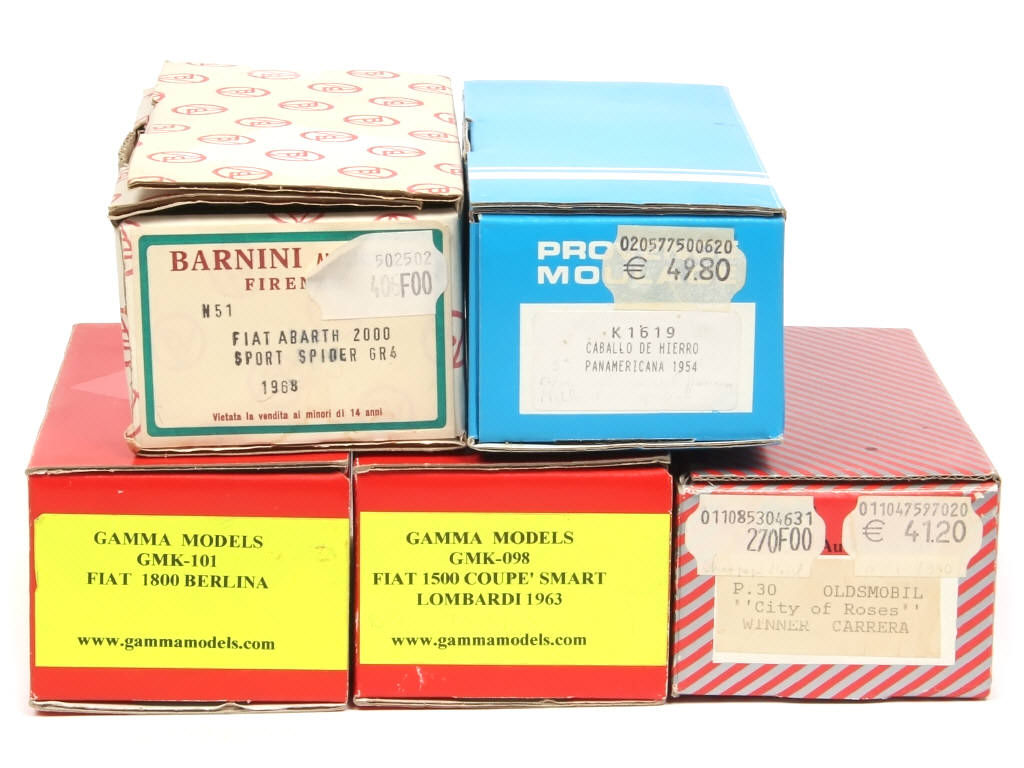 BARNINI
FIREN
502502
406F00
N51
FIAT ABARTH 2000
SPORT SPIDER GR4
1968
Vietata la vendita ai minori di 14 anni
020577500620
€ 49.80
K1619
CABALLO DE HIERRO
PANAMERICANA 1954
GAMMA MODELS
GMK-101
FIAT 1800 BERLINA
www.gammamodels.com
GAMMA MODELS
GMK-098
FIAT 1500 COUPE' SMART
LOMBARDI 1963
www.gammamodels.com
011085304631
270F00
011047597020
€ 41.20
Au
P.30 OLDSMOBIL
''City of Roses''
WINNER CARRERA